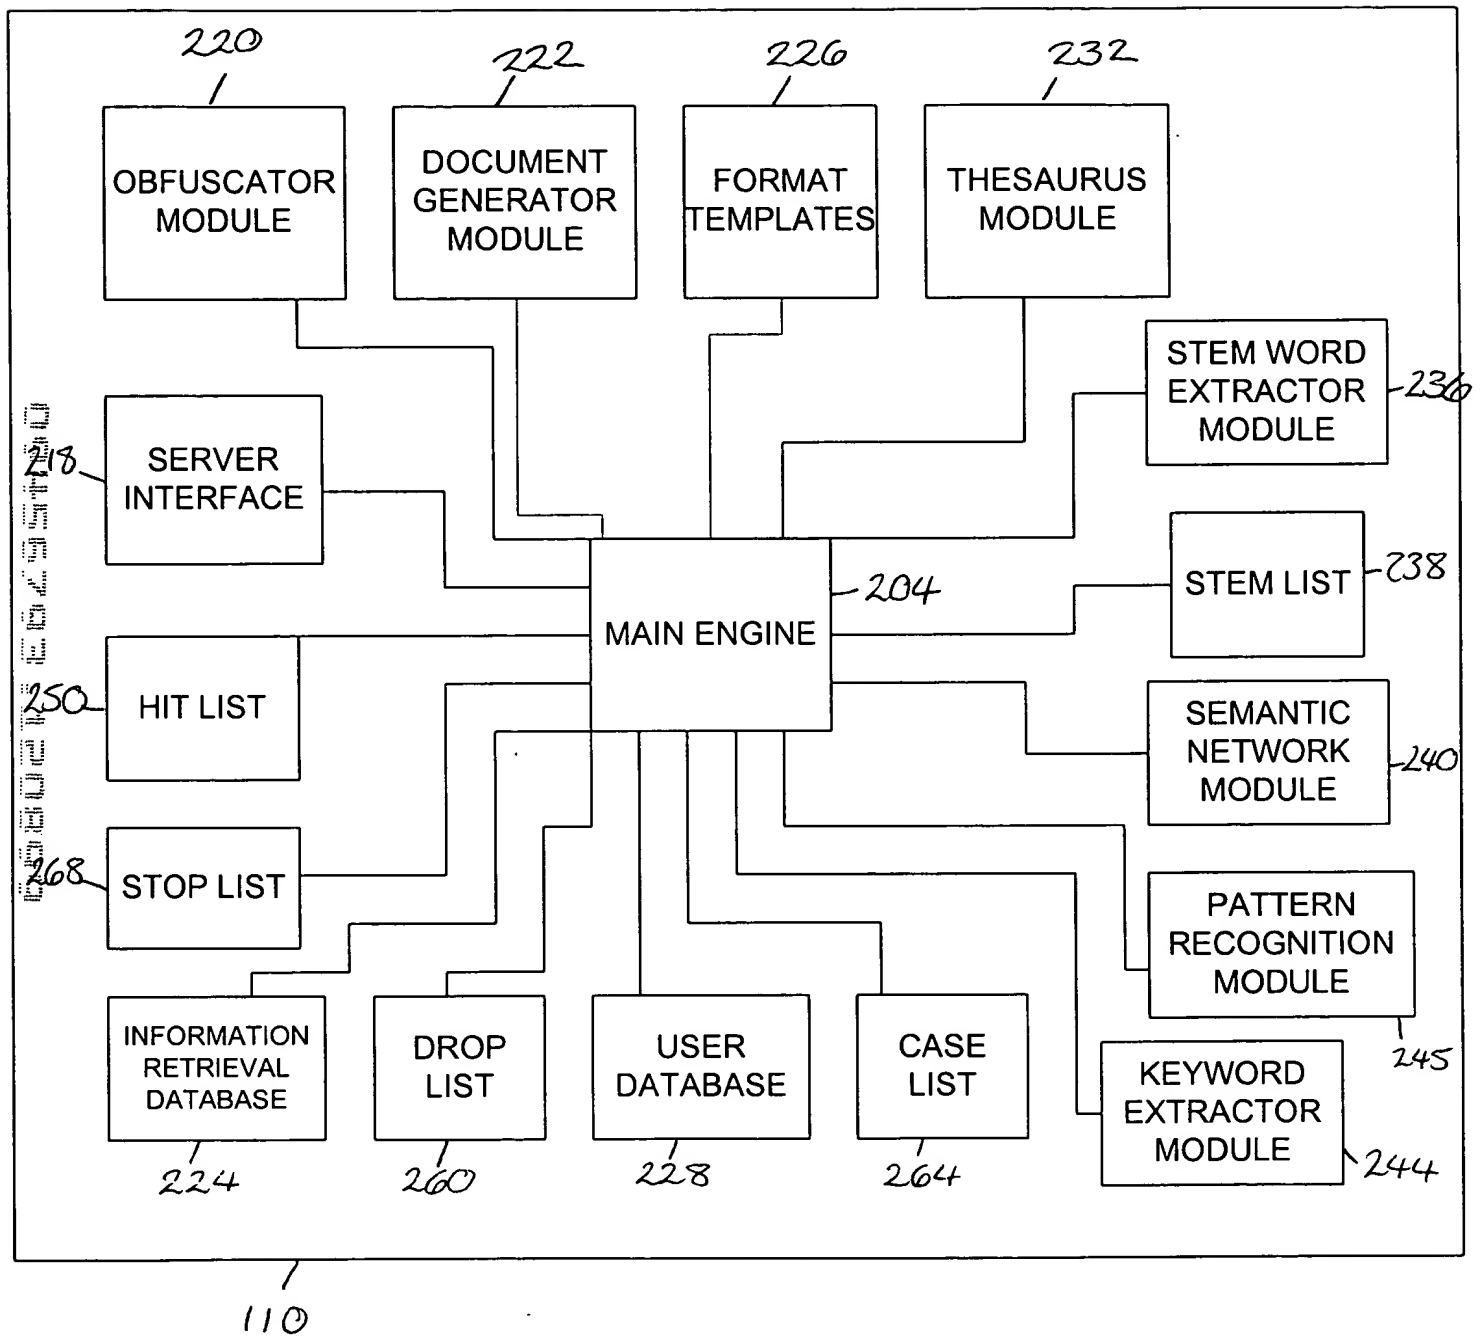 220
222
226
232
OBFUSCATOR
MODULE
DOCUMENT
GENERATOR
MODULE
FORMAT
TEMPLATES
THESAURUS
MODULE
STEM WORD
EXTRACTOR
MODULE
236
218
SERVER
INTERFACE
204
MAIN ENGINE
STEM LIST
238
250
HIT LIST
SEMANTIC
NETWORK
MODULE
240
268
STOP LIST
PATTERN
RECOGNITION
MODULE
245
INFORMATION
RETRIEVAL
DATABASE
224
DROP
LIST
260
USER
DATABASE
228
CASE
LIST
264
KEYWORD
EXTRACTOR
MODULE
244
110